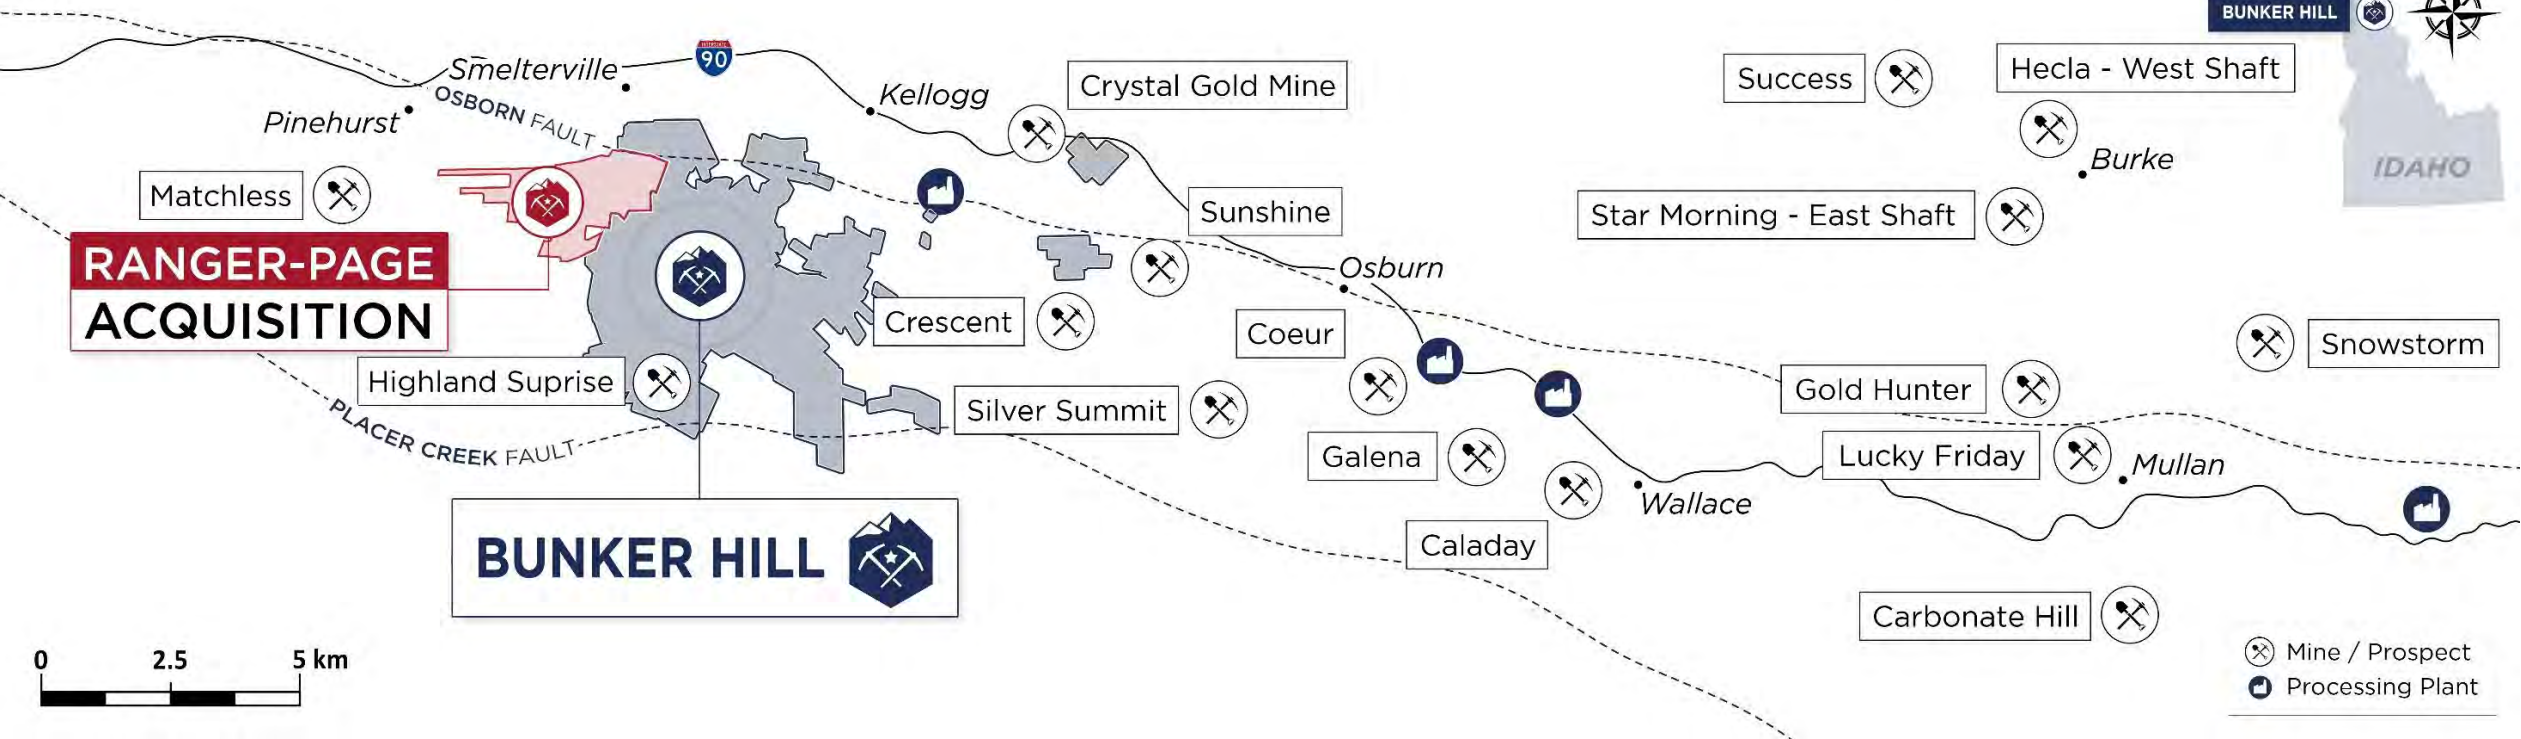 BUNKER HILL
INTERSTATE
90
Smelterville
Kellogg
Crystal Gold Mine
Success
Hecla - West Shaft
OSBORN FAULT
Pinehurst
Burke
IDAHO
Matchless
Sunshine
Star Morning - East Shaft
RANGER-PAGE
ACQUISITION
Osburn
Crescent
Coeur
Snowstorm
Highland Suprise
Gold Hunter
Silver Summit
PLACER CREEK FAULT
Galena
Lucky Friday
Mullan
Wallace
BUNKER HILL
Caladay
Carbonate Hill
0 2.5 5 km
Mine / Prospect
Processing Plant